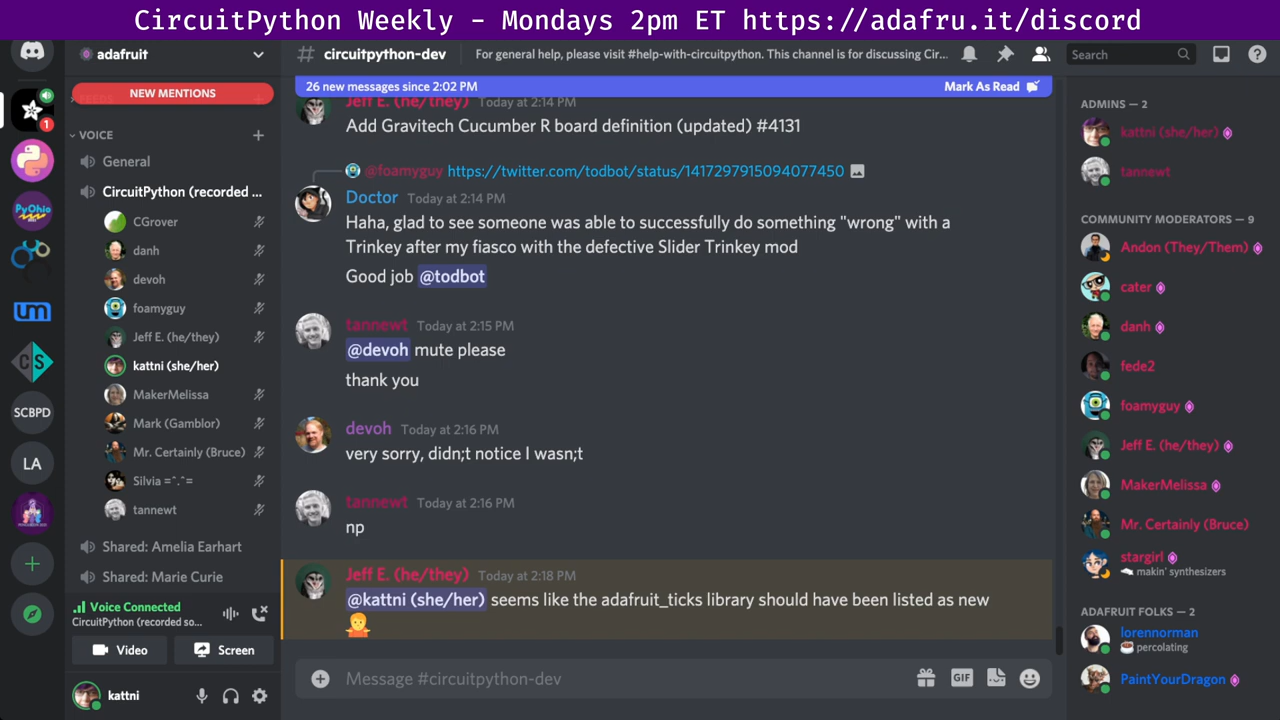 CircuitPython Weekly - Mondays 2pm ET https://adafru.it/discord
adafruit
NEW MENTIONS
VOICE
General
CircuitPython (recorded ...
CGrover
danh
devoh
foamyguy
Jeff E. (he/they)
kattni (she/her)
MakerMelissa
Mark (Gamblor)
Mr. Certainly (Bruce)
Silvia =^.^=
tannewt
Shared: Amelia Earhart
Shared: Marie Curie
Voice Connected
CircuitPython (recorded so...
Video
Screen
kattni
1
SCBPD
LA
CS
circuitpython-dev
For general help, please visit #help-with-circuitpython. This channel is for discussing Cir...
Search
26 new messages since 2:02 PM
Mark As Read
Jeff E. (he/they) Today at 2:14 PM
Add Gravitech Cucumber R board definition (updated) #4131
@foamyguy https://twitter.com/todbot/status/1417297915094077450
Doctor Today at 2:14 PM
Haha, glad to see someone was able to successfully do something "wrong" with a
Trinkey after my fiasco with the defective Slider Trinkey mod
Good job @todbot
tannewt Today at 2:15 PM
@devoh mute please
thank you
devoh Today at 2:16 PM
very sorry, didn;t notice I wasn;t
tannewt Today at 2:16 PM
np
Jeff E. (he/they) Today at 2:18 PM
@kattni (she/her) seems like the adafruit_ticks library should have been listed as new
Message #circuitpython-dev
GIF
ADMINS — 2
kattni (she/her)
tannewt
COMMUNITY MODERATORS — 9
Andon (They/Them)
cater
danh
fede2
foamyguy
Jeff E. (he/they)
MakerMelissa
Mr. Certainly (Bruce)
stargirl
makin' synthesizers
ADAFRUIT FOLKS — 2
lorennorman
percolating
PaintYourDragon